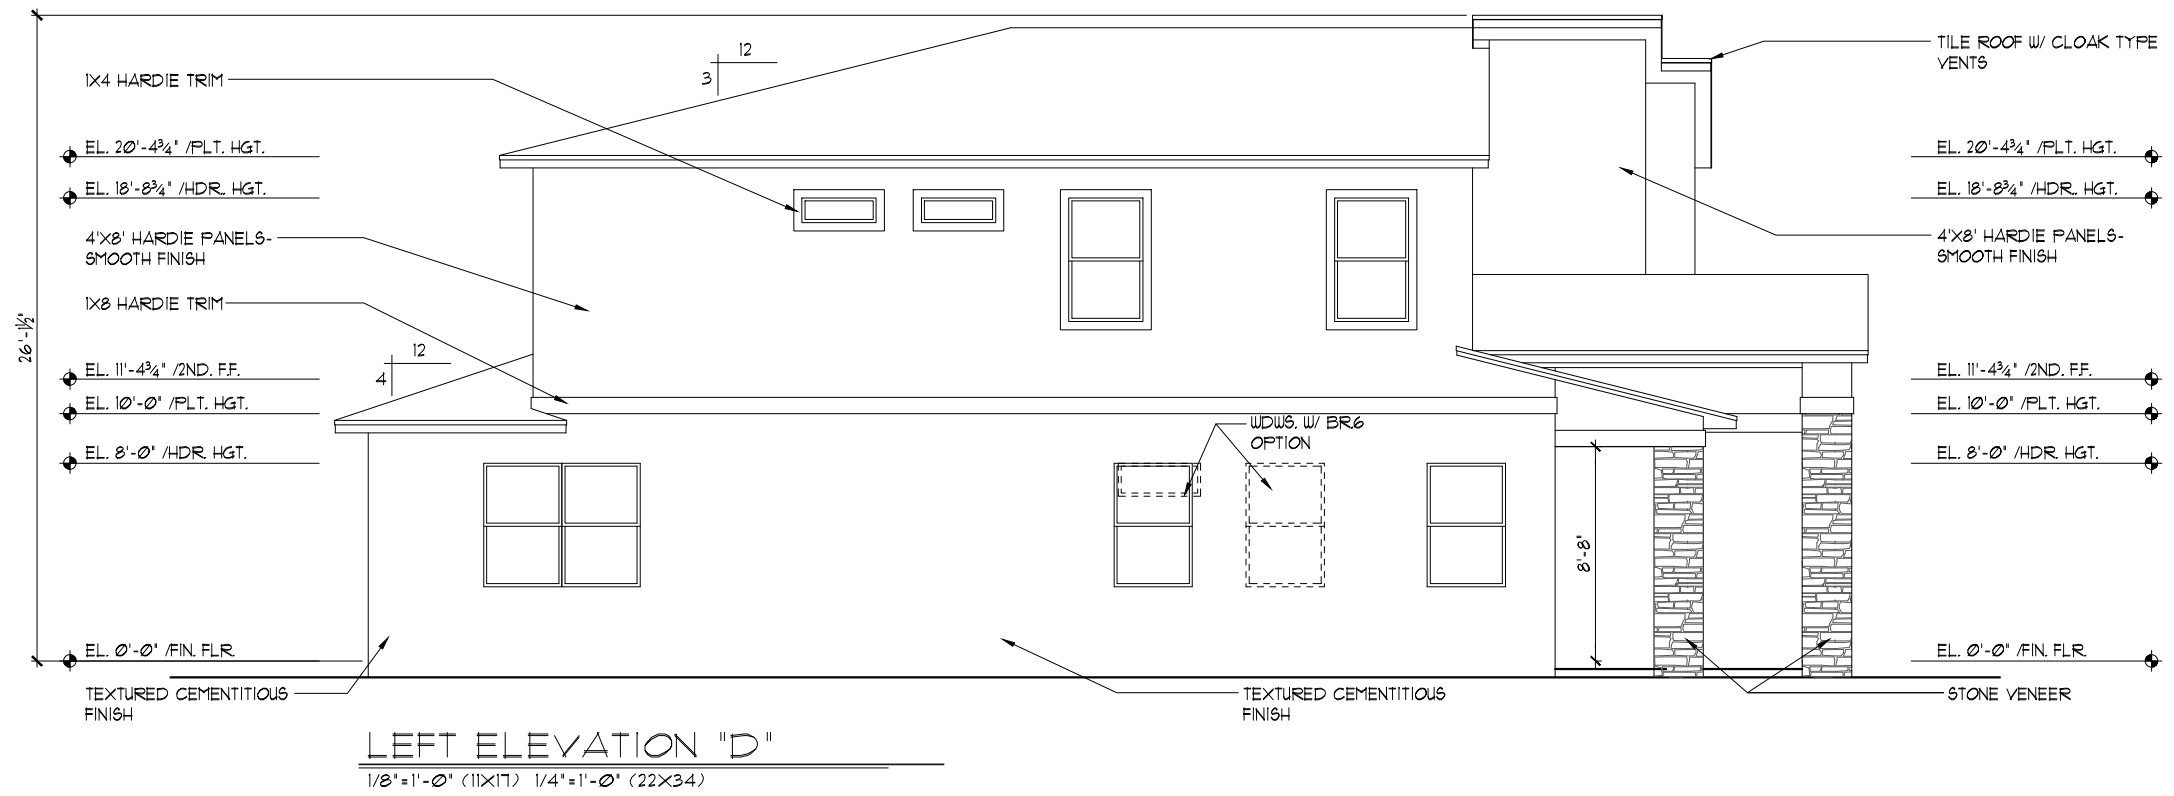 12
3
1X4 HARDIE TRIM
TILE ROOF W/ CLOAK TYPE
VENTS
EL. 20'-4¾" /PLT. HGT.
EL. 20'-4¾" /PLT. HGT.
EL. 18'-8¾" /HDR. HGT.
EL. 18'-8¾" /HDR. HGT.
4'X8' HARDIE PANELS-
SMOOTH FINISH
4'X8' HARDIE PANELS-
SMOOTH FINISH
1X8 HARDIE TRIM
26'-1½"
12
4
EL. 11'-4¾" /2ND. F.F.
EL. 11'-4¾" /2ND. F.F.
EL. 10'-0" /PLT. HGT.
EL. 10'-0" /PLT. HGT.
WDWS. W/ BR.6
OPTION
EL. 8'-0" /HDR. HGT.
EL. 8'-0" /HDR. HGT.
8'-8"
EL. 0'-0" /FIN. FLR.
EL. 0'-0" /FIN. FLR.
TEXTURED CEMENTITIOUS
FINISH
TEXTURED CEMENTITIOUS
FINISH
STONE VENEER
LEFT ELEVATION "D"
1/8"=1'-0" (11X17) 1/4"=1'-0" (22X34)